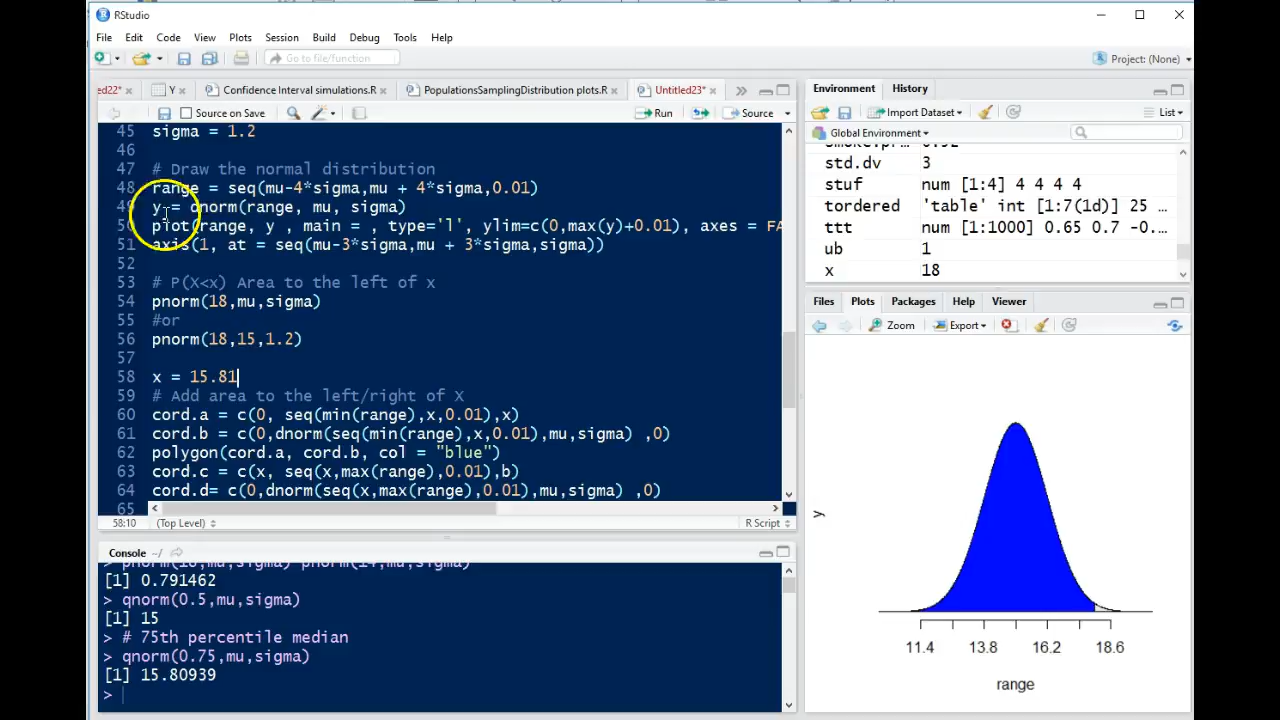 RStudio
File Edit Code View Plots Session Build Debug Tools Help
Go to file/function
Project: (None)
ed22* × Y × Confidence Interval simulations.R × PopulationsSamplingDistribution plots.R × Untitled23* ×
Source on Save Run Source
45 sigma = 1.2
46
47 # Draw the normal distribution
48 range = seq(mu-4*sigma,mu + 4*sigma,0.01)
49 y = dnorm(range, mu, sigma)
50 plot(range, y , main = , type='l', ylim=c(0,max(y)+0.01), axes = FA
51 axis(1, at = seq(mu-3*sigma,mu + 3*sigma,sigma))
52
53 # P(X<x) Area to the left of x
54 pnorm(18,mu,sigma)
55 #or
56 pnorm(18,15,1.2)
57
58 x = 15.81
59 # Add area to the left/right of X
60 cord.a = c(0, seq(min(range),x,0.01),x)
61 cord.b = c(0,dnorm(seq(min(range),x,0.01),mu,sigma) ,0)
62 polygon(cord.a, cord.b, col = "blue")
63 cord.c = c(x, seq(x,max(range),0.01),b)
64 cord.d= c(0,dnorm(seq(x,max(range),0.01),mu,sigma) ,0)
65
58:10 (Top Level) R Script
Console ~/
[1] 0.791462
> qnorm(0.5,mu,sigma)
[1] 15
> # 75th percentile median
> qnorm(0.75,mu,sigma)
[1] 15.80939
>
Environment History
Import Dataset List
Global Environment
std.dv 3
stuf num [1:4] 4 4 4 4
tordered 'table' int [1:7(1d)] 25 ...
ttt num [1:1000] 0.65 0.7 -0...
ub 1
x 18
Files Plots Packages Help Viewer
Zoom Export
y
11.4 13.8 16.2 18.6
range